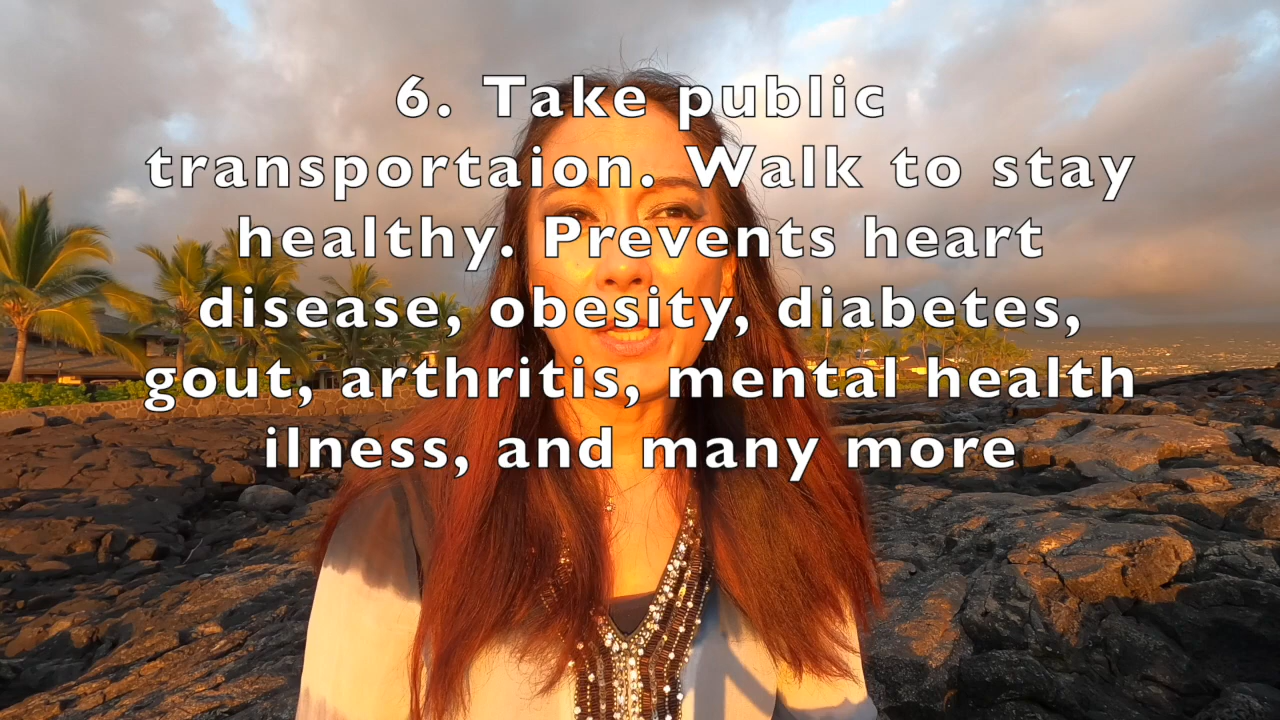 6. Take public
transportaion. Walk to stay
healthy. Prevents heart
disease, obesity, diabetes,
gout, arthritis, mental health
ilness, and many more